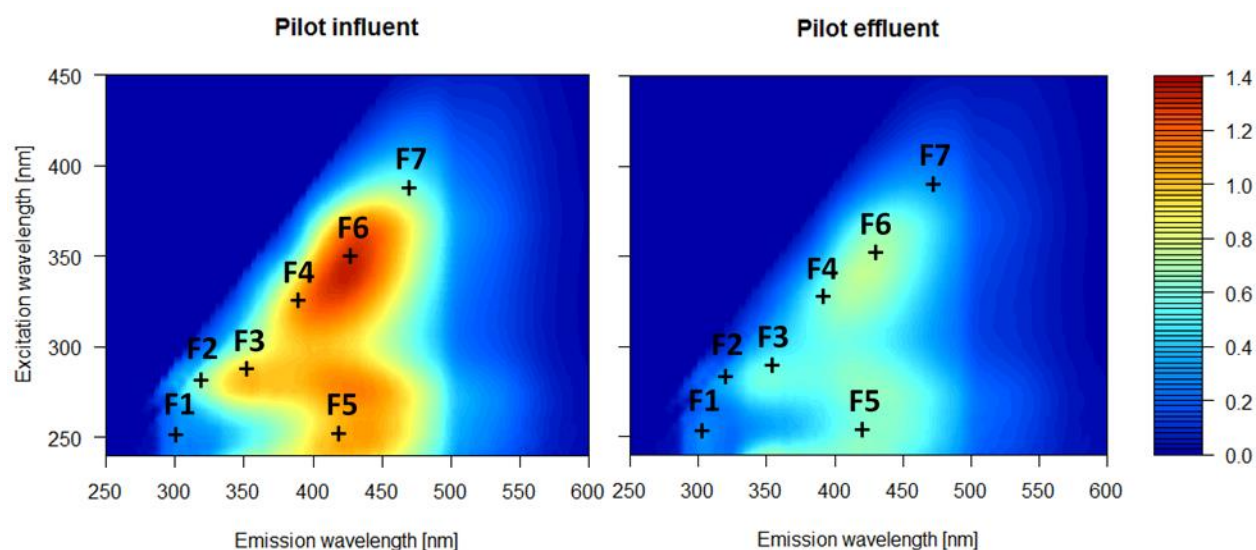 Pilot influent
Pilot effluent
Excitation wavelength [nm]
450
400
350
300
250
F7
F6
F4
F3
F2
F1
F5
250 300 350 400 450 500 550 600
Emission wavelength [nm]
F7
F6
F4
F3
F2
F1
F5
250 300 350 400 450 500 550 600
Emission wavelength [nm]
1.4
1.2
1.0
0.8
0.6
0.4
0.2
0.0